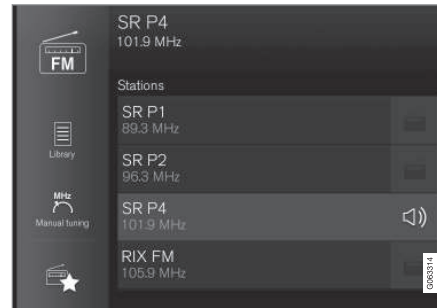 SR P4
101.9 MHz
FM
Stations
SR P1
89.3 MHz
Library
SR P2
96.3 MHz
MHz
Manual tuning
SR P4
101.9 MHz
RIX FM
105.9 MHz
G063314